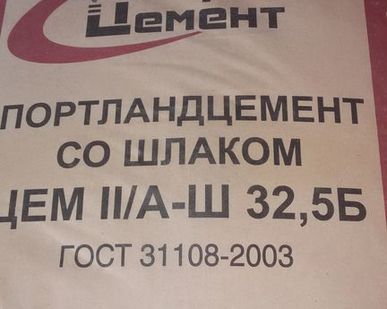 Цемент
ПОРТЛАНДЦЕМЕНТ
СО ШЛАКОМ
ЦЕМ II/А-Ш 32,5Б
ГОСТ 31108-2003